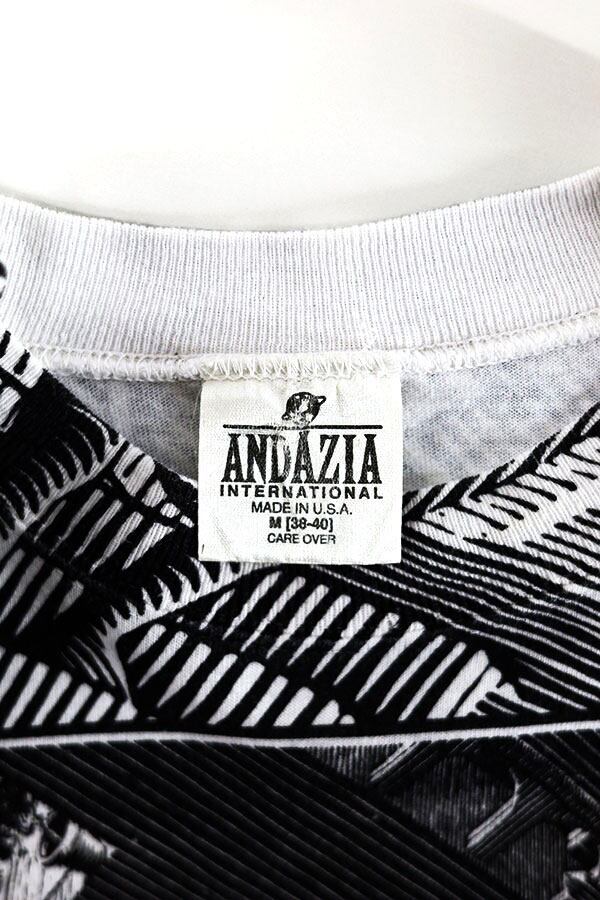 ANDAZIA
INTERNATIONAL
MADE IN U.S.A.
M [38-40]
CARE OVER